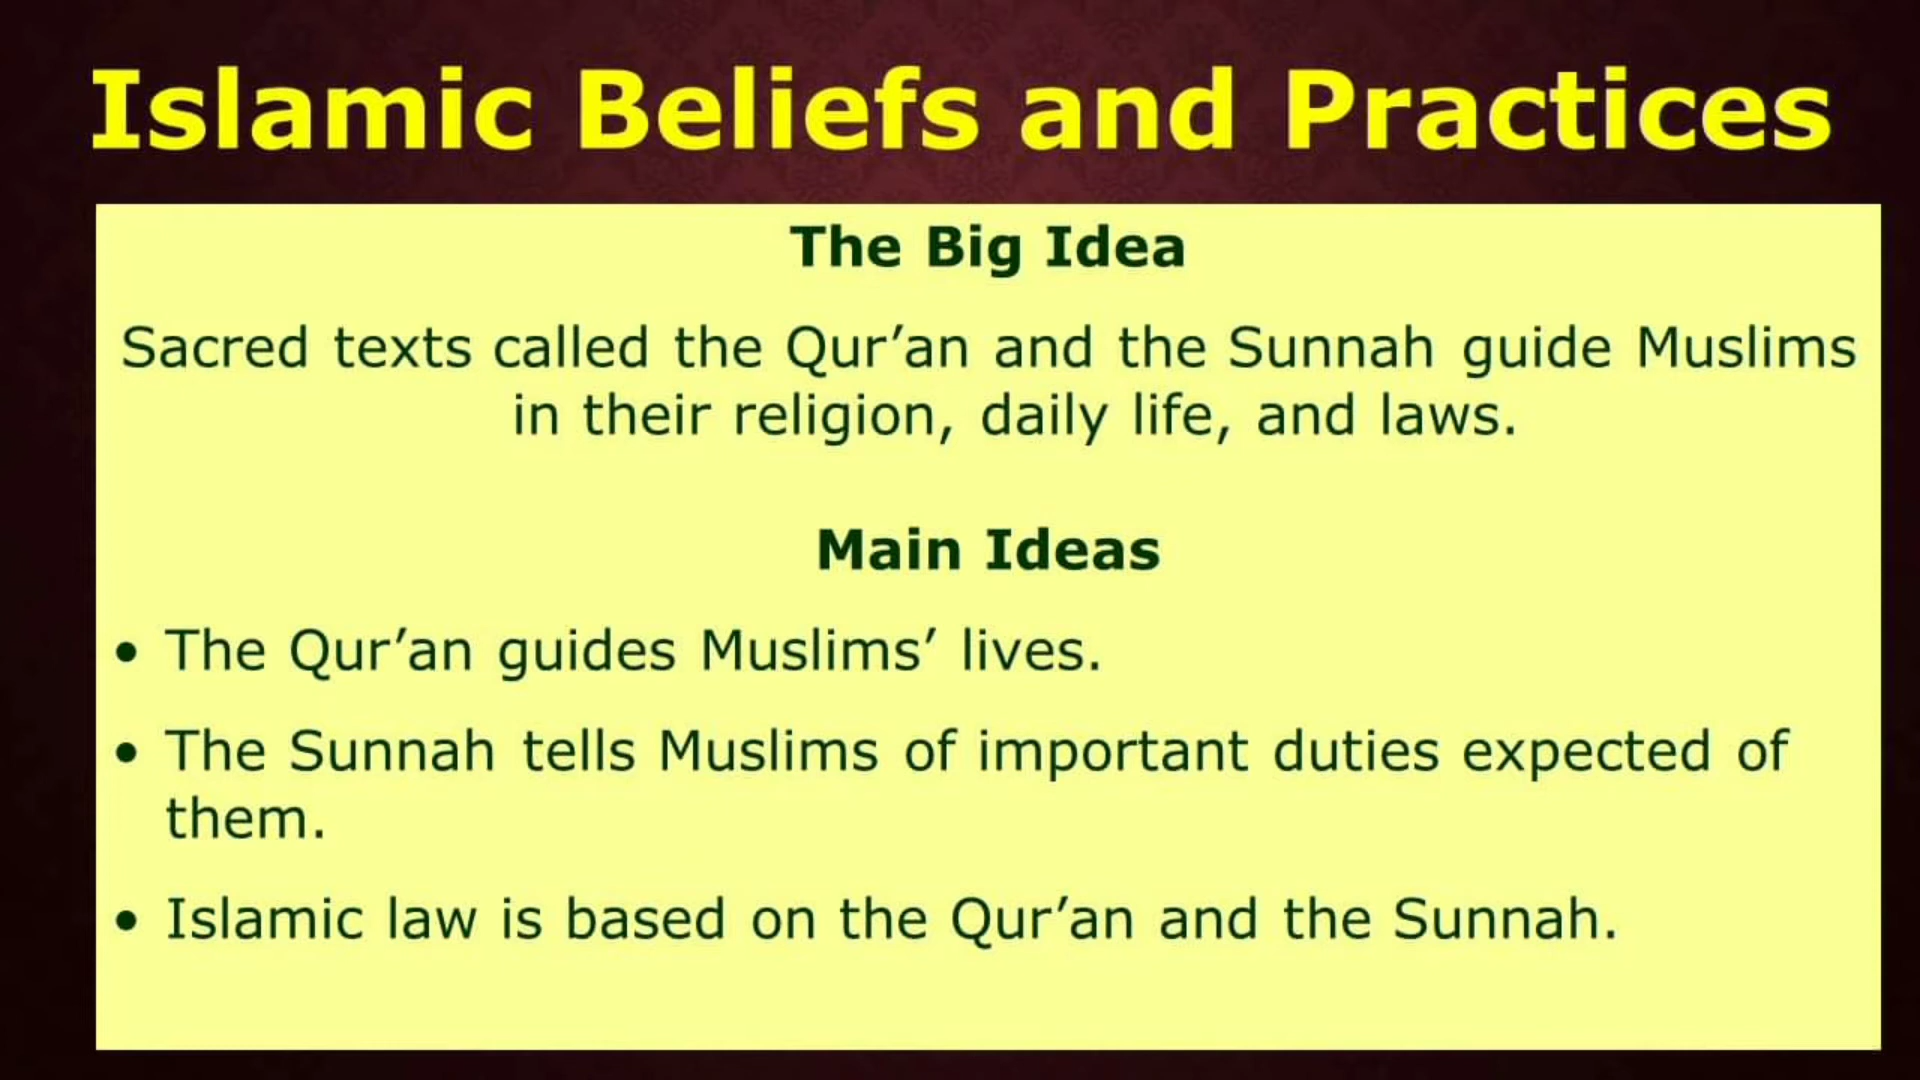 Islamic Beliefs and Practices
The Big Idea
Sacred texts called the Qur’an and the Sunnah guide Muslims
in their religion, daily life, and laws.
Main Ideas
• The Qur’an guides Muslims’ lives.
• The Sunnah tells Muslims of important duties expected of
them.
• Islamic law is based on the Qur’an and the Sunnah.